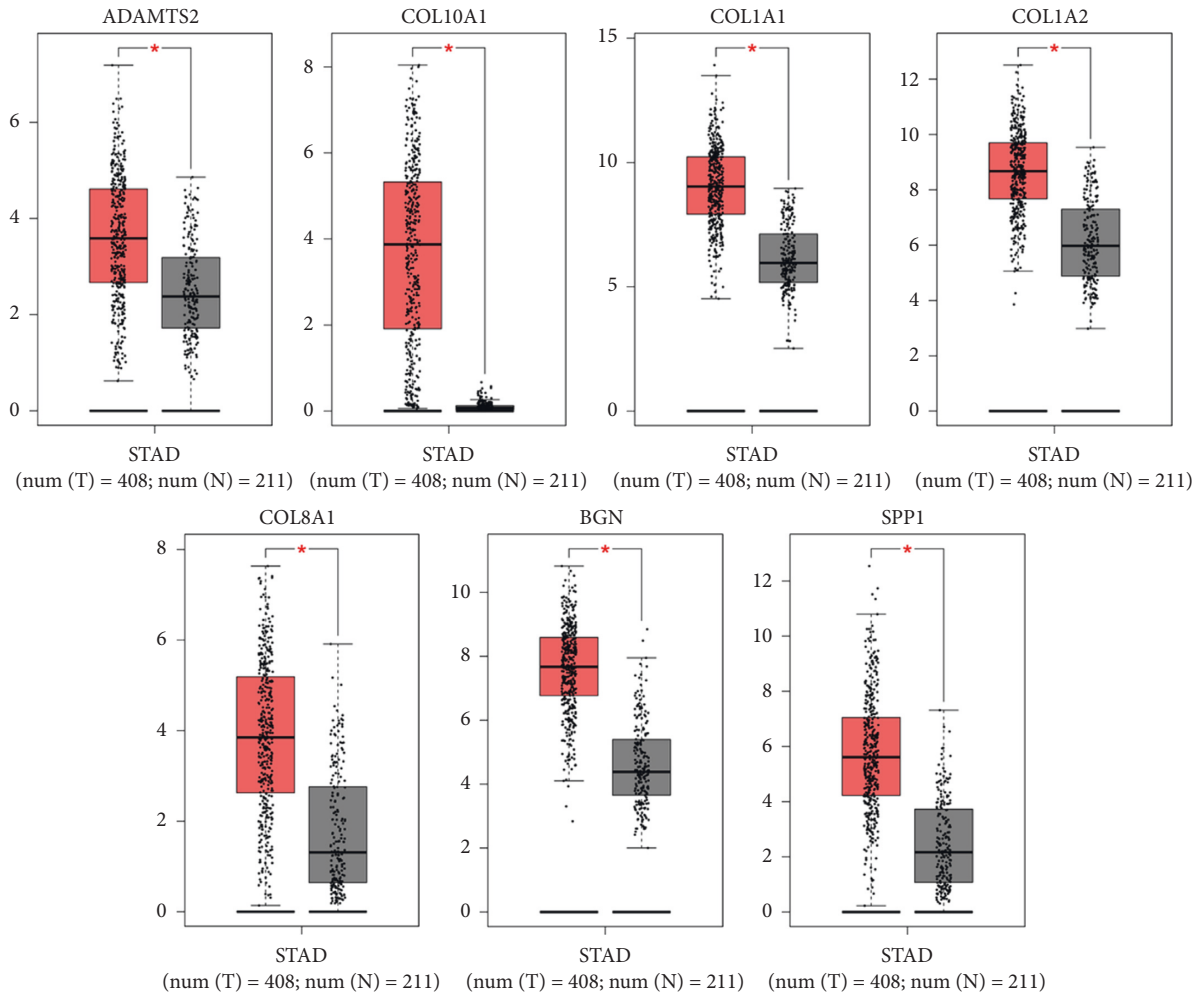 ADAMTS2
COL10A1
COL1A1
COL1A2
*
*
*
*
6
4
2
0
8
6
4
2
0
15
10
5
0
12
10
8
6
4
2
0
STAD
(num (T) = 408; num (N) = 211)
STAD
(num (T) = 408; num (N) = 211)
STAD
(num (T) = 408; num (N) = 211)
STAD
(num (T) = 408; num (N) = 211)
COL8A1
BGN
SPP1
*
*
*
8
6
4
2
0
10
8
6
4
2
0
12
10
8
6
4
2
0
STAD
(num (T) = 408; num (N) = 211)
STAD
(num (T) = 408; num (N) = 211)
STAD
(num (T) = 408; num (N) = 211)